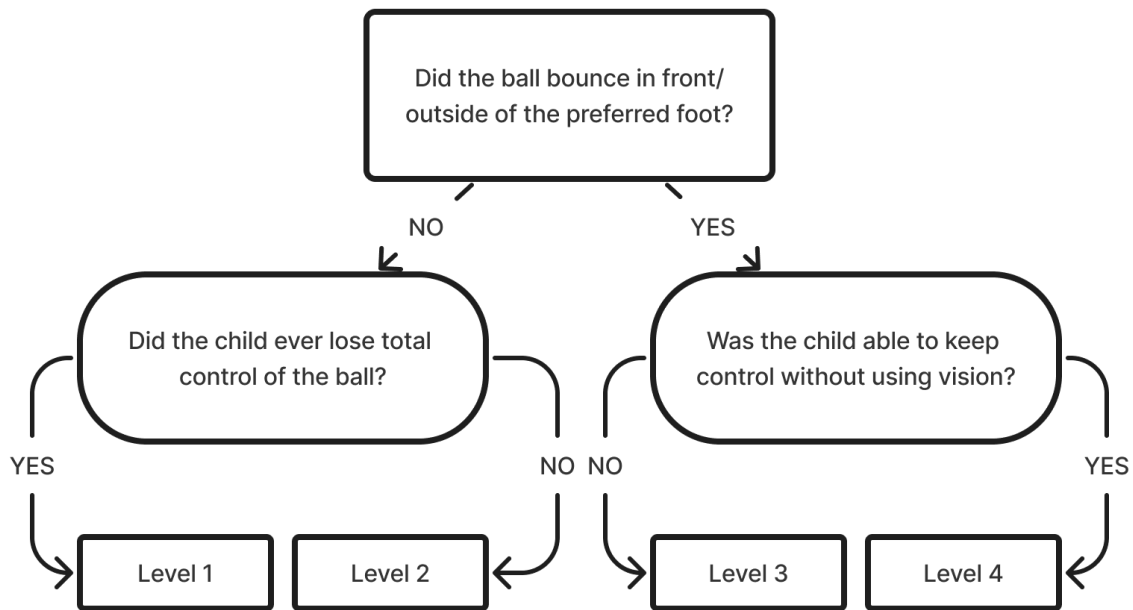 Did the ball bounce in front/
outside of the preferred foot?
NO
YES
Did the child ever lose total
control of the ball?
Was the child able to keep
control without using vision?
YES
NO
NO
YES
Level 1
Level 2
Level 3
Level 4